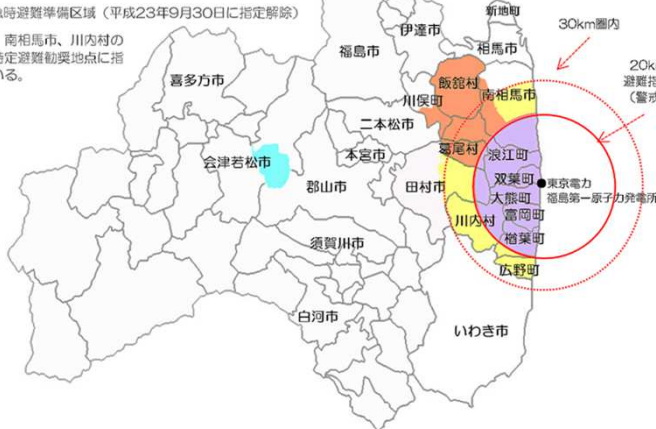 時避難準備区域（平成23年9月30日に指定解除）
南相馬市、川内村の
特定避難勧奨地点に指
いる。
新地町
伊達市
相馬市
福島市
30km圏内
20k
避難指
（警戒
飯舘村
喜多方市
川俣町
南相馬市
二本松市
葛尾村
本宮市
浪江町
会津若松市
双葉町
東京電力
福島第一原子力発電所
郡山市
田村市
大熊町
富岡町
川内村
楢葉町
須賀川市
広野町
白河市
いわき市